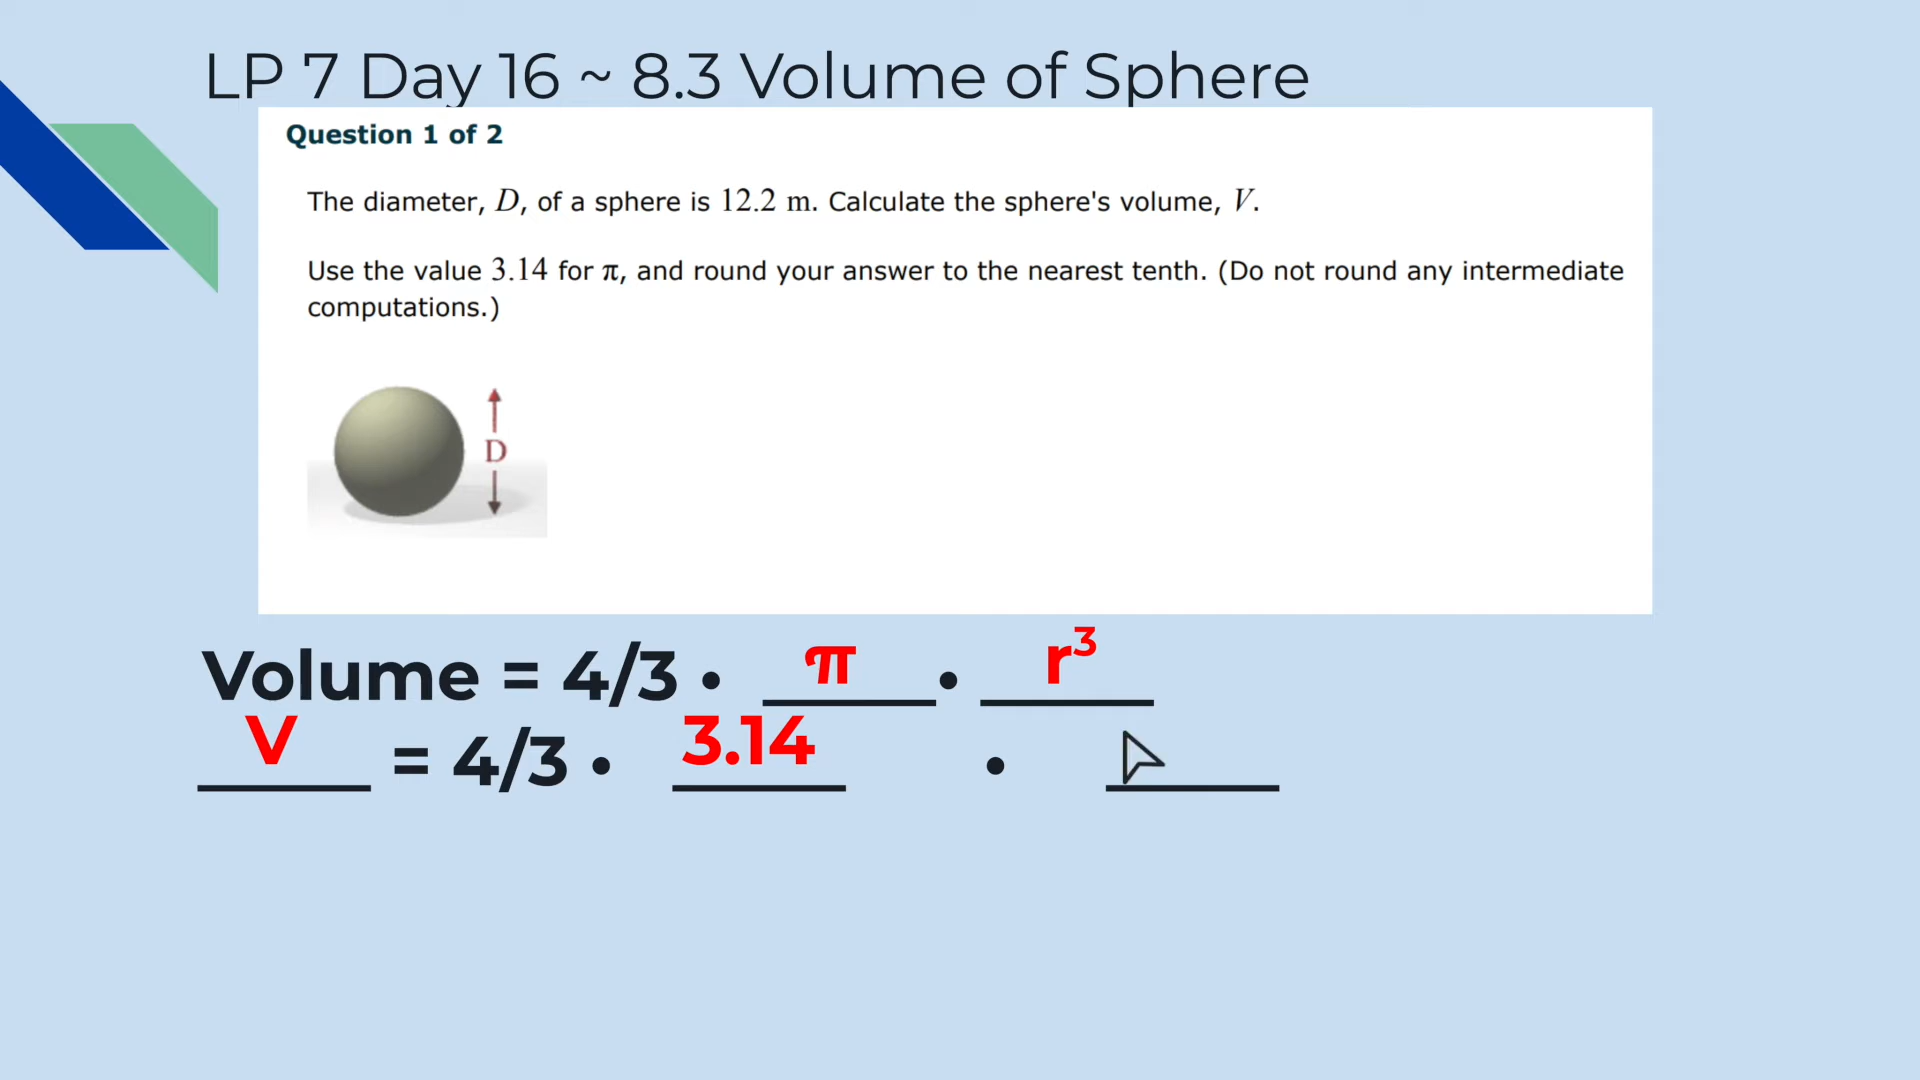 LP 7 Day 16 ~ 8.3 Volume of Sphere
Question 1 of 2
The diameter, D, of a sphere is 12.2 m. Calculate the sphere's volume, V.
Use the value 3.14 for π, and round your answer to the nearest tenth. (Do not round any intermediate
computations.)
D
Volume = 4/3 • π • r³
V = 4/3 • 3.14 • ____